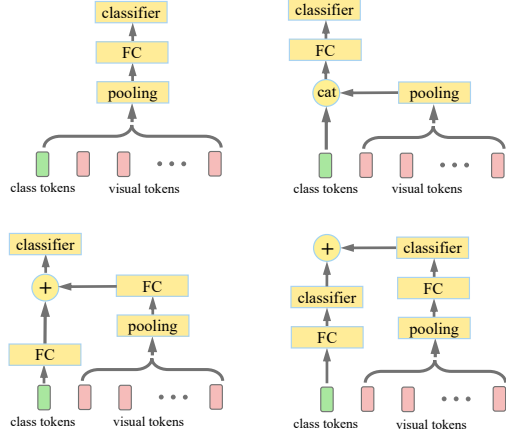 classifier
FC
pooling
class tokens visual tokens
classifier
FC
cat pooling
class tokens visual tokens
classifier
+ FC
pooling
FC
class tokens visual tokens
+ classifier
classifier FC
FC pooling
class tokens visual tokens